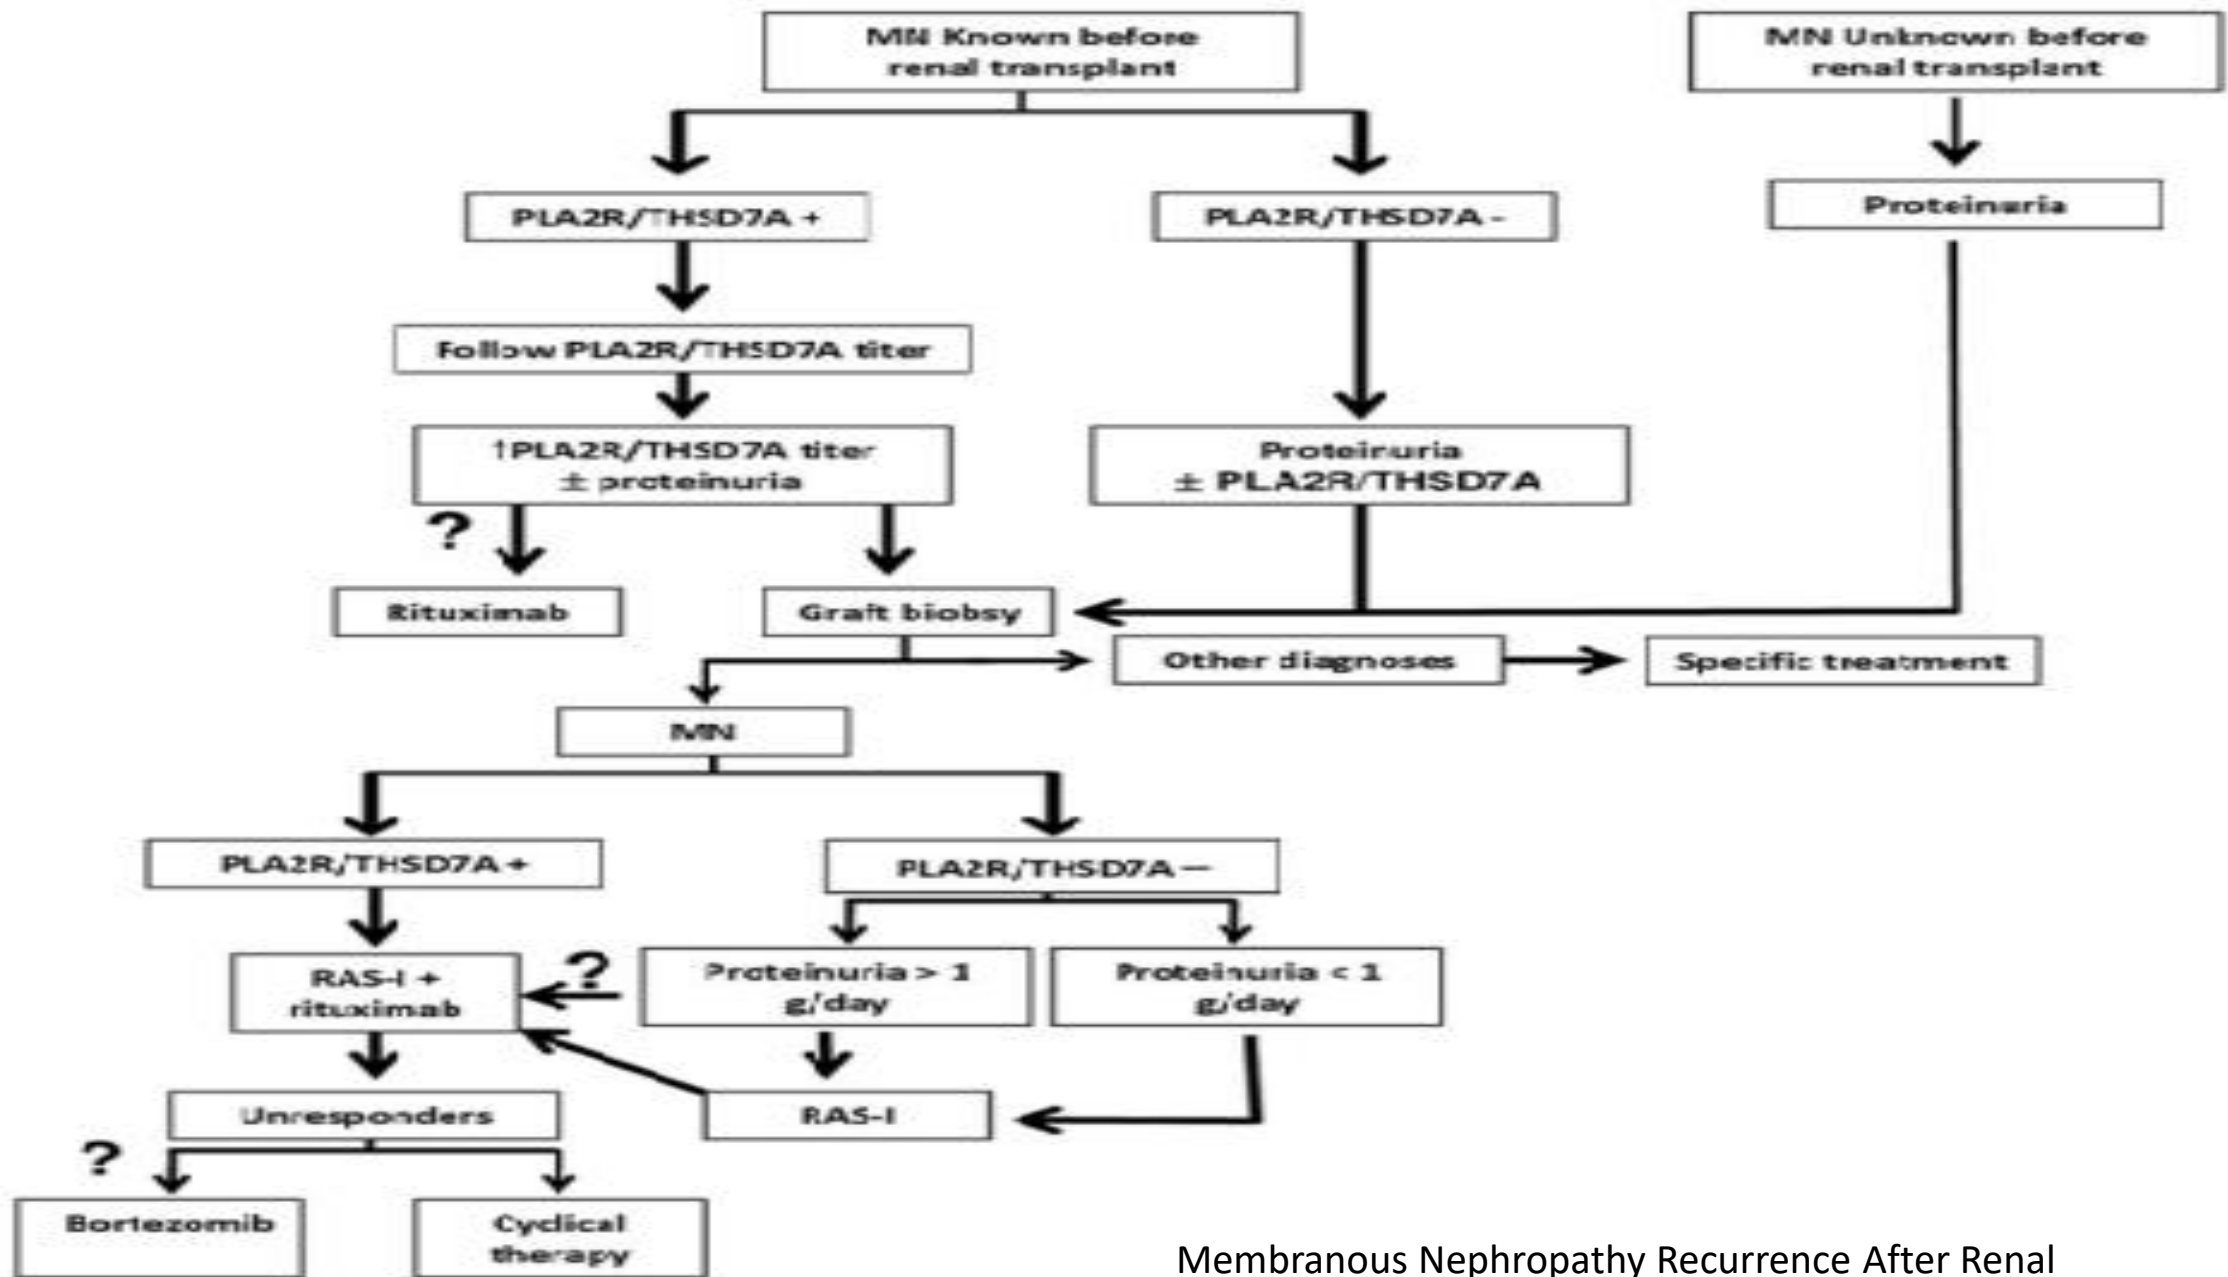 MN Known before
renal transplant
MN Unknown before
renal transplant
PLA2R/THSD7A +
PLA2R/THSD7A -
Proteinuria
Follow PLA2R/THSD7A titer
↑PLA2R/THSD7A titer
± proteinuria
Proteinuria
± PLA2R/THSD7A
?
Rituximab
Graft biobsy
Other diagnoses
Specific treatment
MN
PLA2R/THSD7A +
PLA2R/THSD7A —
RAS-I +
rituximab
?
Proteinuria > 1
g/day
Proteinuria < 1
g/day
Unresponders
RAS-I
?
Bortezomib
Cyclical
therapy
Membranous Nephropathy Recurrence After Renal